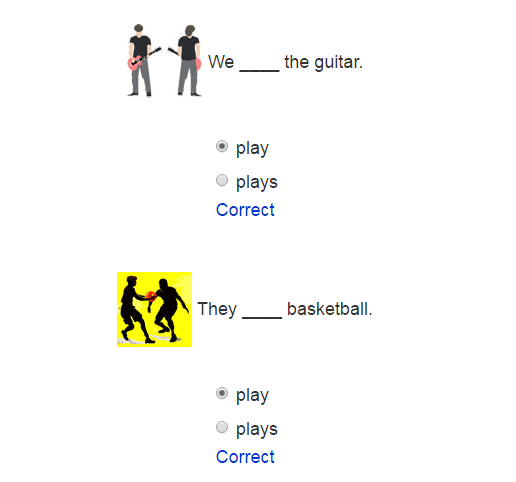 We ____ the guitar.
play
plays
Correct
They ____ basketball.
play
plays
Correct